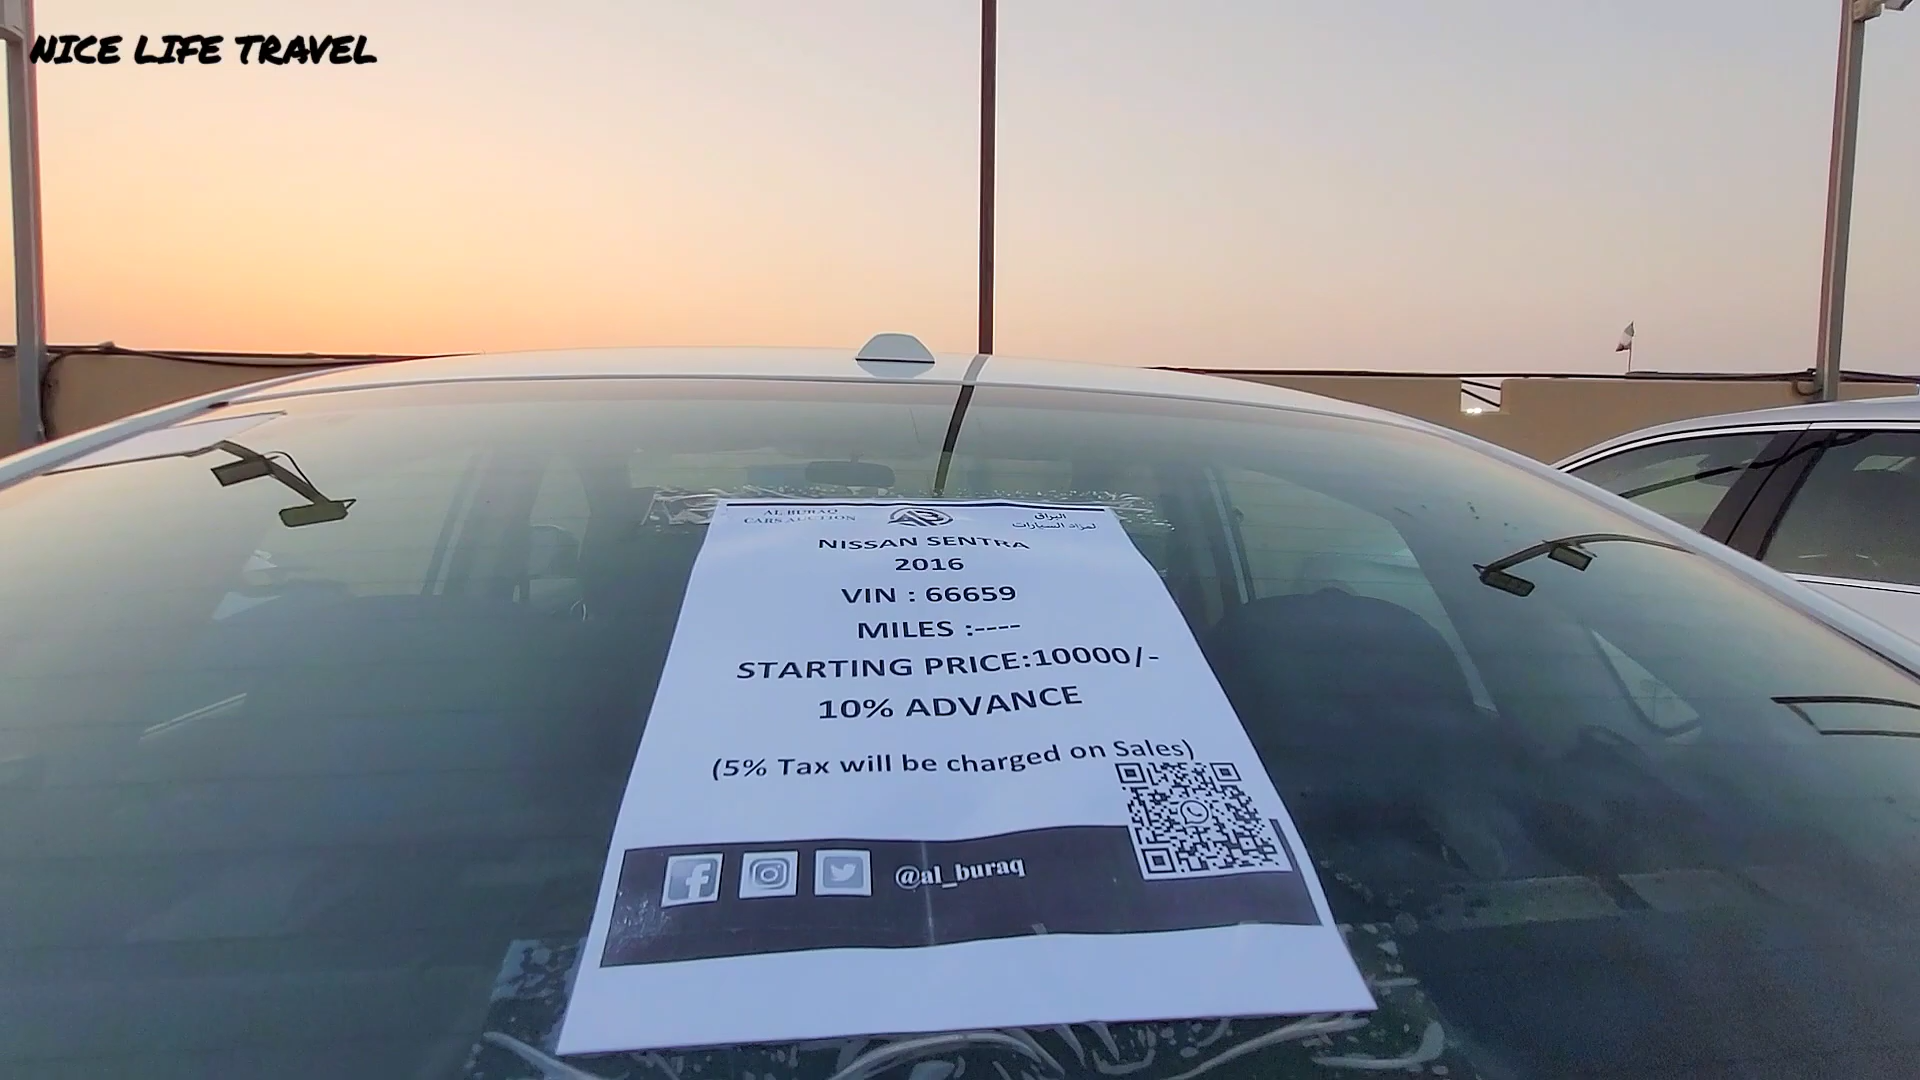 NICE LIFE TRAVEL
AL BURAQ
CARS AUCTION
AB
البراق
لمزاد السيارات
NISSAN SENTRA
2016
VIN : 66659
MILES :----
STARTING PRICE:10000/-
10% ADVANCE
(5% Tax will be charged on Sales)
@al_buraq